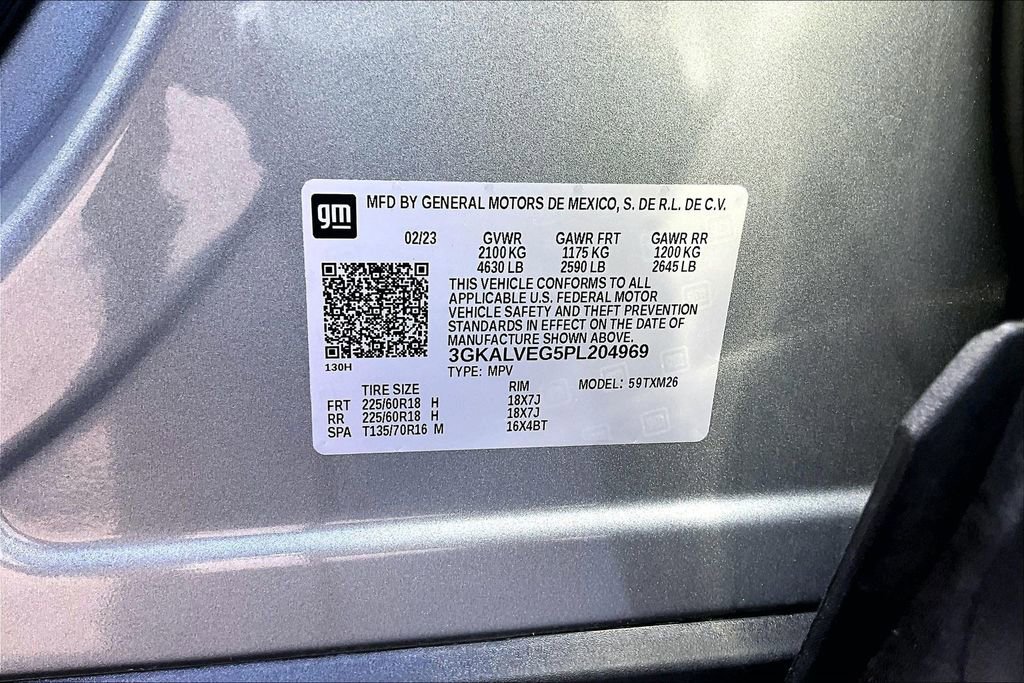 gm
MFD BY GENERAL MOTORS DE MEXICO, S. DE R.L. DE C.V.
02/23 GVWR GAWR FRT GAWR RR
2100 KG 1175 KG 1200 KG
4630 LB 2590 LB 2645 LB
THIS VEHICLE CONFORMS TO ALL
APPLICABLE U.S. FEDERAL MOTOR
VEHICLE SAFETY AND THEFT PREVENTION
STANDARDS IN EFFECT ON THE DATE OF
MANUFACTURE SHOWN ABOVE.
3GKALVEG5PL204969
130H
TYPE: MPV
TIRE SIZE RIM MODEL: 59TXM26
FRT 225/60R18 H 18X7J
RR 225/60R18 H 18X7J
SPA T135/70R16 M 16X4BT